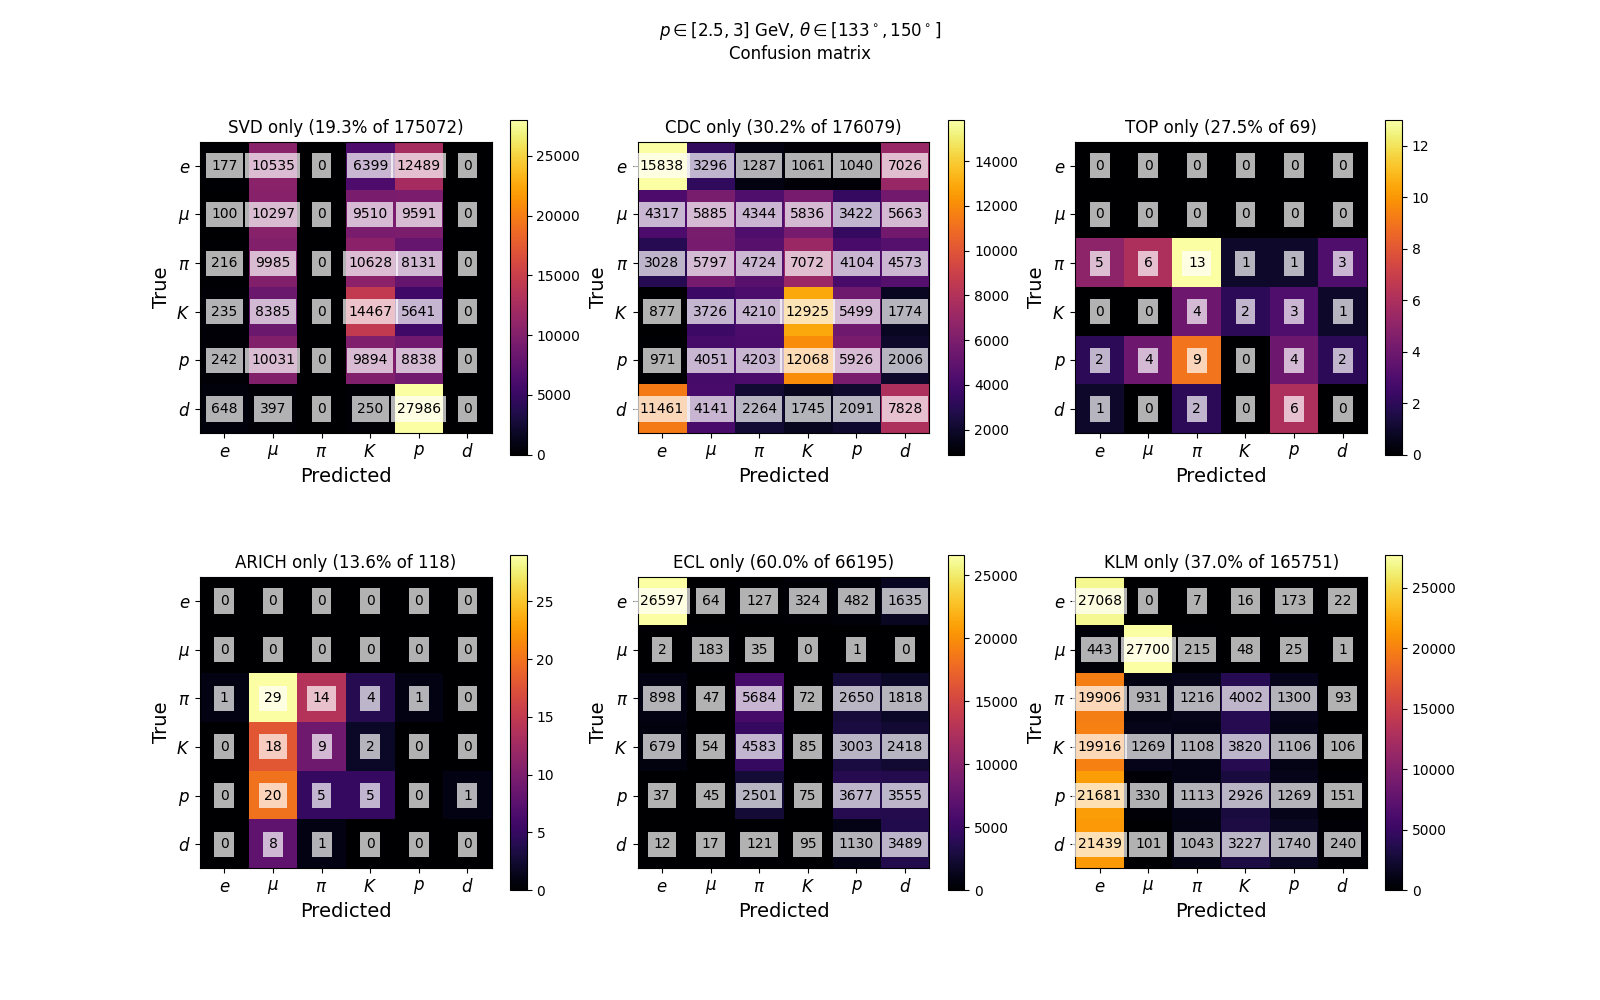 p ∈ [2.5, 3] GeV, θ ∈ [133°, 150°]
Confusion matrix
SVD only (19.3% of 175072)
True
e 177 10535 0 6399 12489 0
μ 100 10297 0 9510 9591 0
π 216 9985 0 10628 8131 0
K 235 8385 0 14467 5641 0
p 242 10031 0 9894 8838 0
d 648 397 0 250 27986 0
e μ π K p d
Predicted
25000
20000
15000
10000
5000
0
CDC only (30.2% of 176079)
True
e 15838 3296 1287 1061 1040 7026
μ 4317 5885 4344 5836 3422 5663
π 3028 5797 4724 7072 4104 4573
K 877 3726 4210 12925 5499 1774
p 971 4051 4203 12068 5926 2006
d 11461 4141 2264 1745 2091 7828
e μ π K p d
Predicted
14000
12000
10000
8000
6000
4000
2000
TOP only (27.5% of 69)
True
e 0 0 0 0 0 0
μ 0 0 0 0 0 0
π 5 6 13 1 1 3
K 0 0 4 2 3 1
p 2 4 9 0 4 2
d 1 0 2 0 6 0
e μ π K p d
Predicted
12
10
8
6
4
2
0
ARICH only (13.6% of 118)
True
e 0 0 0 0 0 0
μ 0 0 0 0 0 0
π 1 29 14 4 1 0
K 0 18 9 2 0 0
p 0 20 5 5 0 1
d 0 8 1 0 0 0
e μ π K p d
Predicted
25
20
15
10
5
0
ECL only (60.0% of 66195)
True
e 26597 64 127 324 482 1635
μ 2 183 35 0 1 0
π 898 47 5684 72 2650 1818
K 679 54 4583 85 3003 2418
p 37 45 2501 75 3677 3555
d 12 17 121 95 1130 3489
e μ π K p d
Predicted
25000
20000
15000
10000
5000
0
KLM only (37.0% of 165751)
True
e 27068 0 7 16 173 22
μ 443 27700 215 48 25 1
π 19906 931 1216 4002 1300 93
K 19916 1269 1108 3820 1106 106
p 21681 330 1113 2926 1269 151
d 21439 101 1043 3227 1740 240
e μ π K p d
Predicted
25000
20000
15000
10000
5000
0